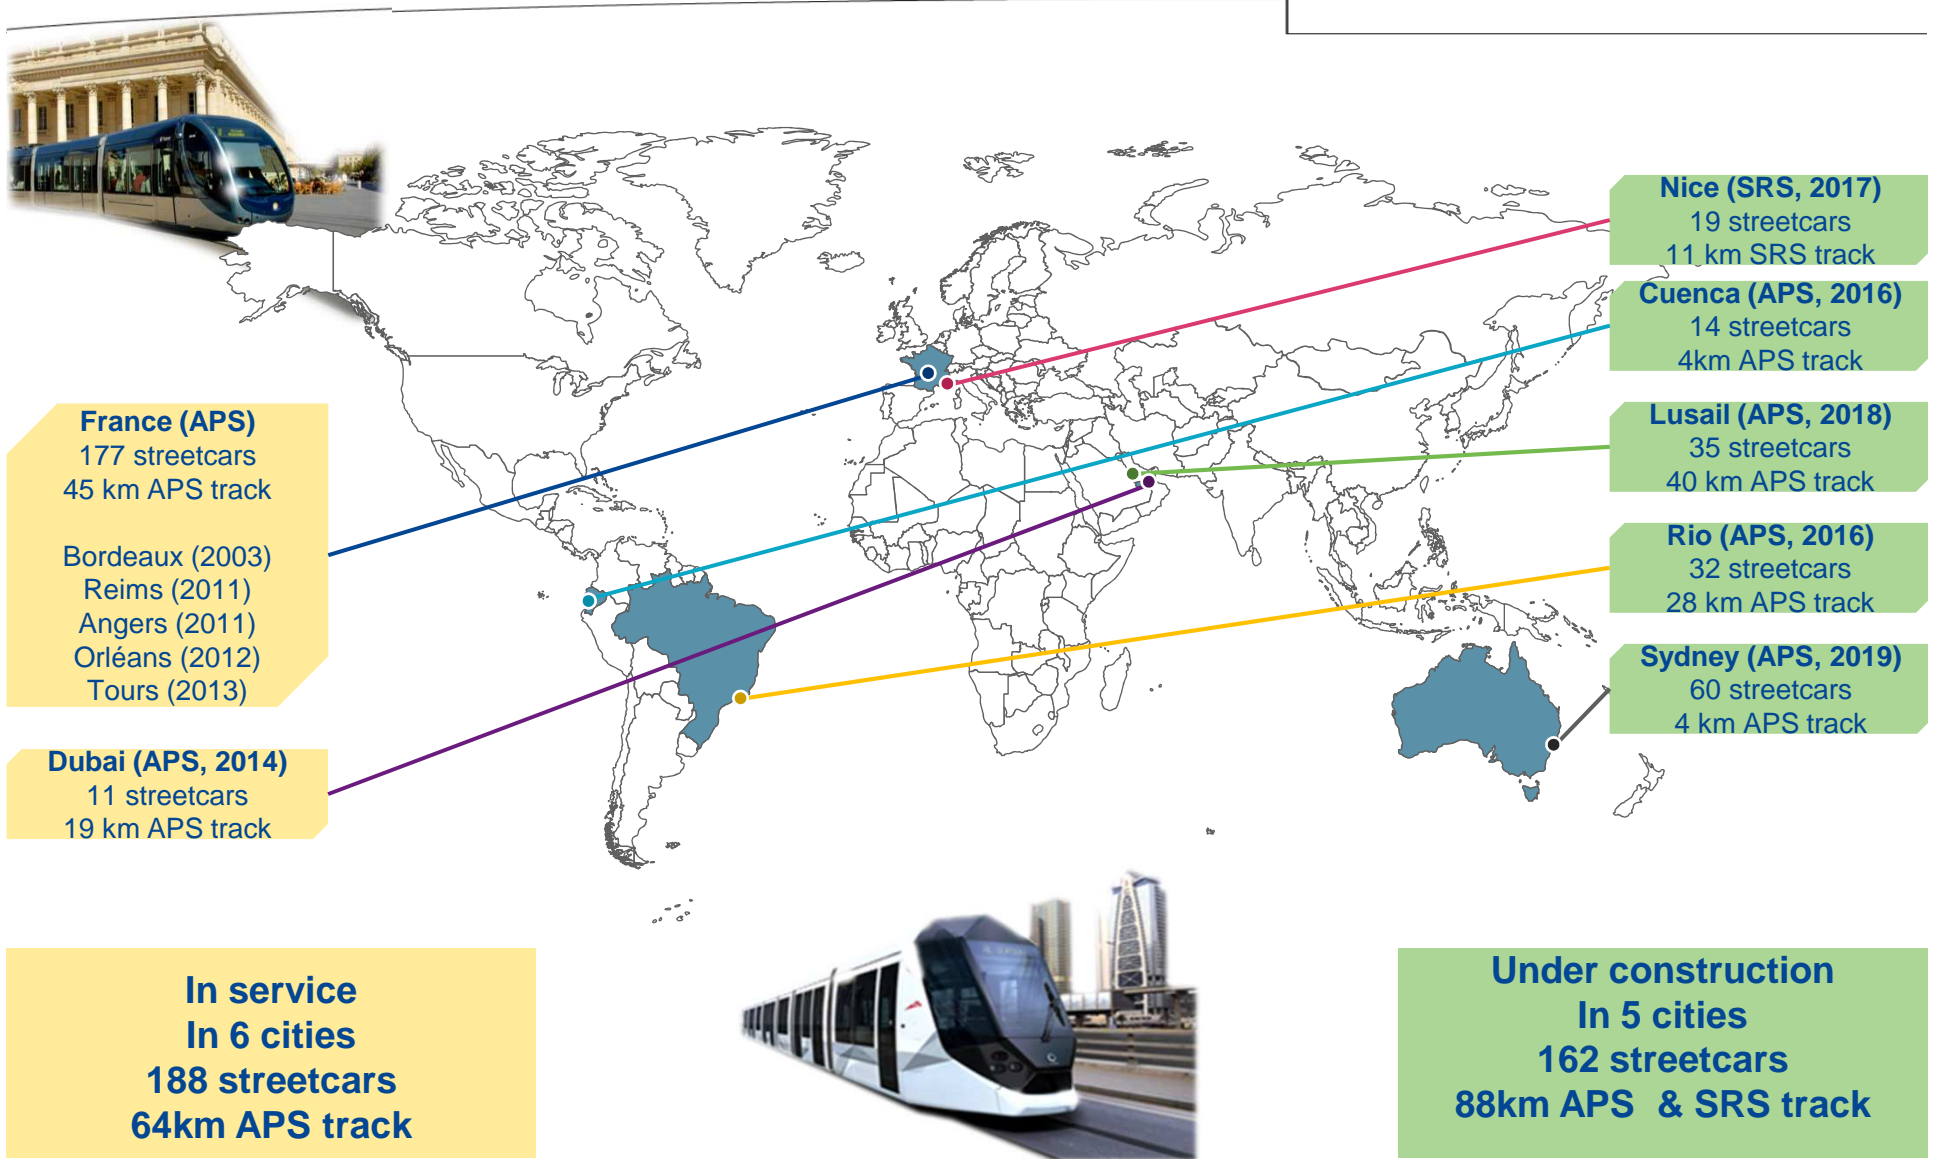 France (APS)
177 streetcars
45 km APS track
Bordeaux (2003)
Reims (2011)
Angers (2011)
Orléans (2012)
Tours (2013)
Dubai (APS, 2014)
11 streetcars
19 km APS track
Nice (SRS, 2017)
19 streetcars
11 km SRS track
Cuenca (APS, 2016)
14 streetcars
4km APS track
Lusail (APS, 2018)
35 streetcars
40 km APS track
Rio (APS, 2016)
32 streetcars
28 km APS track
Sydney (APS, 2019)
60 streetcars
4 km APS track
In service
In 6 cities
188 streetcars
64km APS track
Under construction
In 5 cities
162 streetcars
88km APS & SRS track